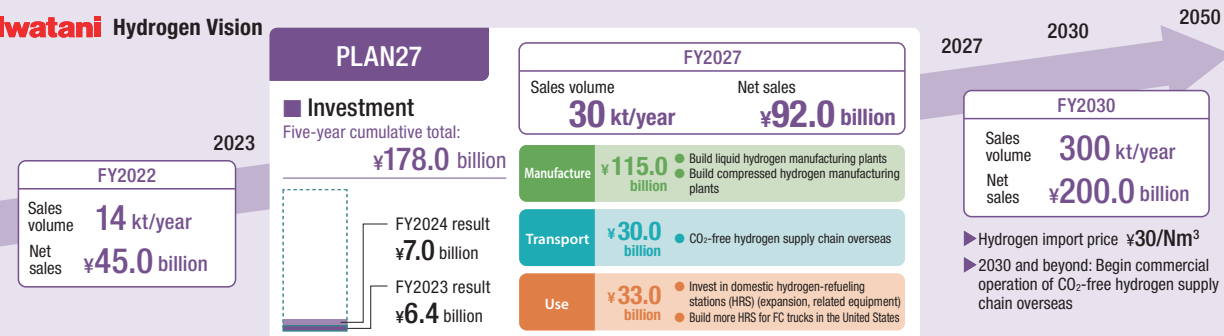 Iwatani Hydrogen Vision
2023
FY2022
Sales volume 14 kt/year
Net sales ¥45.0 billion
PLAN27
■ Investment
Five-year cumulative total:
¥178.0 billion
FY2024 result
¥7.0 billion
FY2023 result
¥6.4 billion
FY2027
Sales volume
30 kt/year
Net sales
¥92.0 billion
Manufacture
¥115.0
billion
● Build liquid hydrogen manufacturing plants
● Build compressed hydrogen manufacturing
plants
Transport
¥30.0
billion
● CO₂-free hydrogen supply chain overseas
Use
¥33.0
billion
● Invest in domestic hydrogen-refueling
stations (HRS) (expansion, related equipment)
● Build more HRS for FC trucks in the United States
2027
2030
2050
FY2030
Sales
volume 300 kt/year
Net
sales ¥200.0 billion
▶Hydrogen import price ¥30/Nm³
▶2030 and beyond: Begin commercial
operation of CO₂-free hydrogen supply
chain overseas